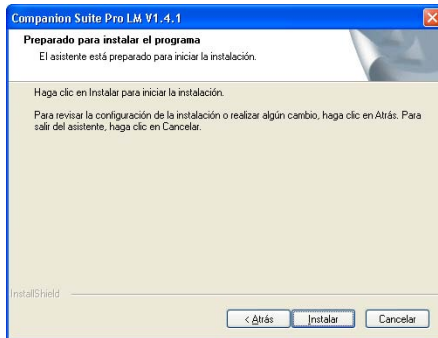 Companion Suite Pro LM V1.4.1
Preparado para instalar el programa
El asistente está preparado para iniciar la instalación.
Haga clic en Instalar para iniciar la instalación.
Para revisar la configuración de la instalación o realizar algún cambio, haga clic en Atrás. Para
salir del asistente, haga clic en Cancelar.
InstallShield
< Atrás Instalar Cancelar